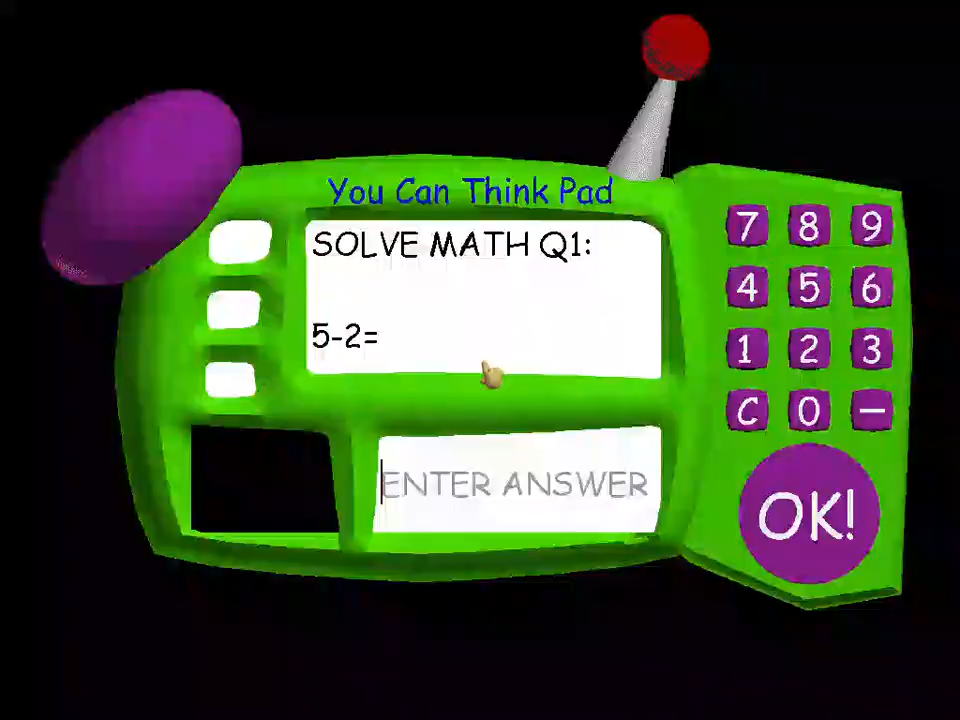 You Can Think Pad
SOLVE MATH Q1:
5-2=
ENTER ANSWER
7 8 9
4 5 6
1 2 3
C 0 —
OK!